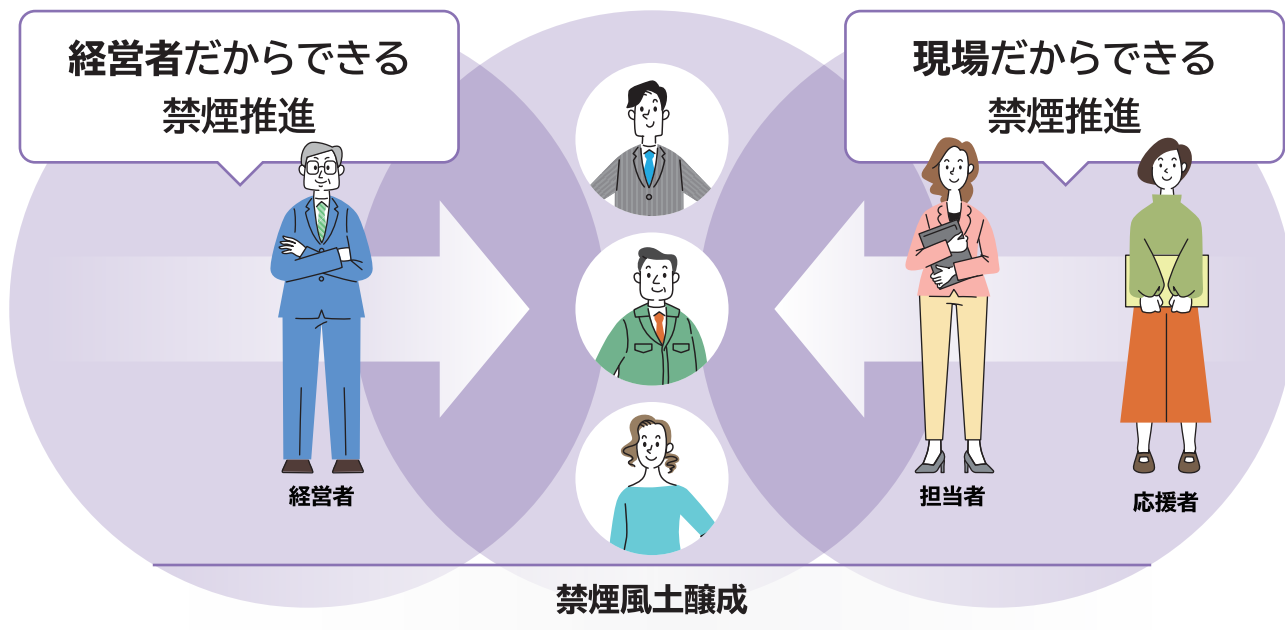 経営者だからできる
禁煙推進
現場だからできる
禁煙推進
経営者
担当者
応援者
禁煙風土醸成